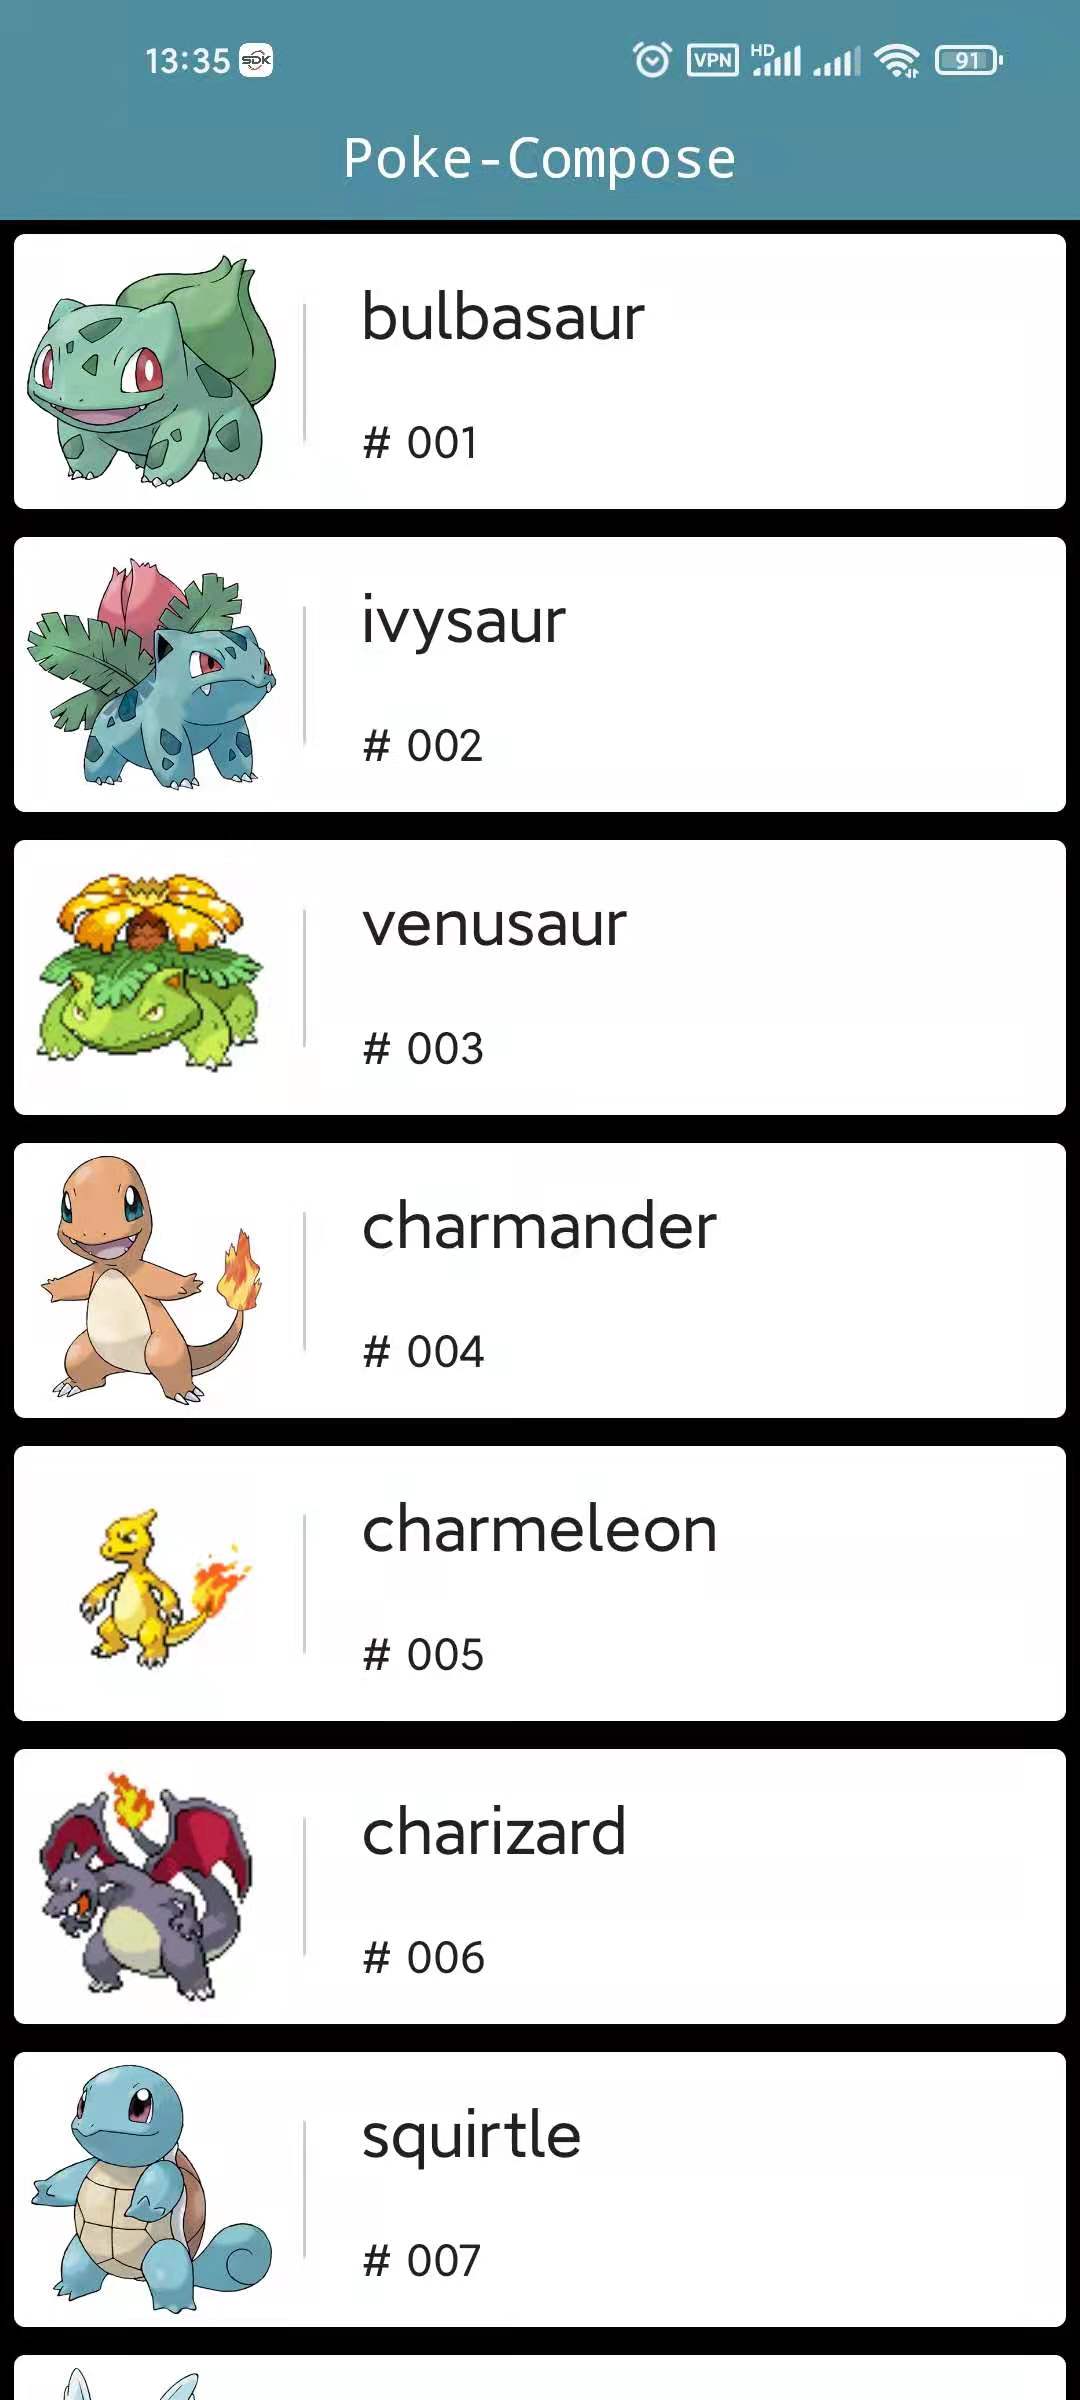 13:35 SDK VPN HD 91
Poke-Compose
bulbasaur
# 001
ivysaur
# 002
venusaur
# 003
charmander
# 004
charmeleon
# 005
charizard
# 006
squirtle
# 007